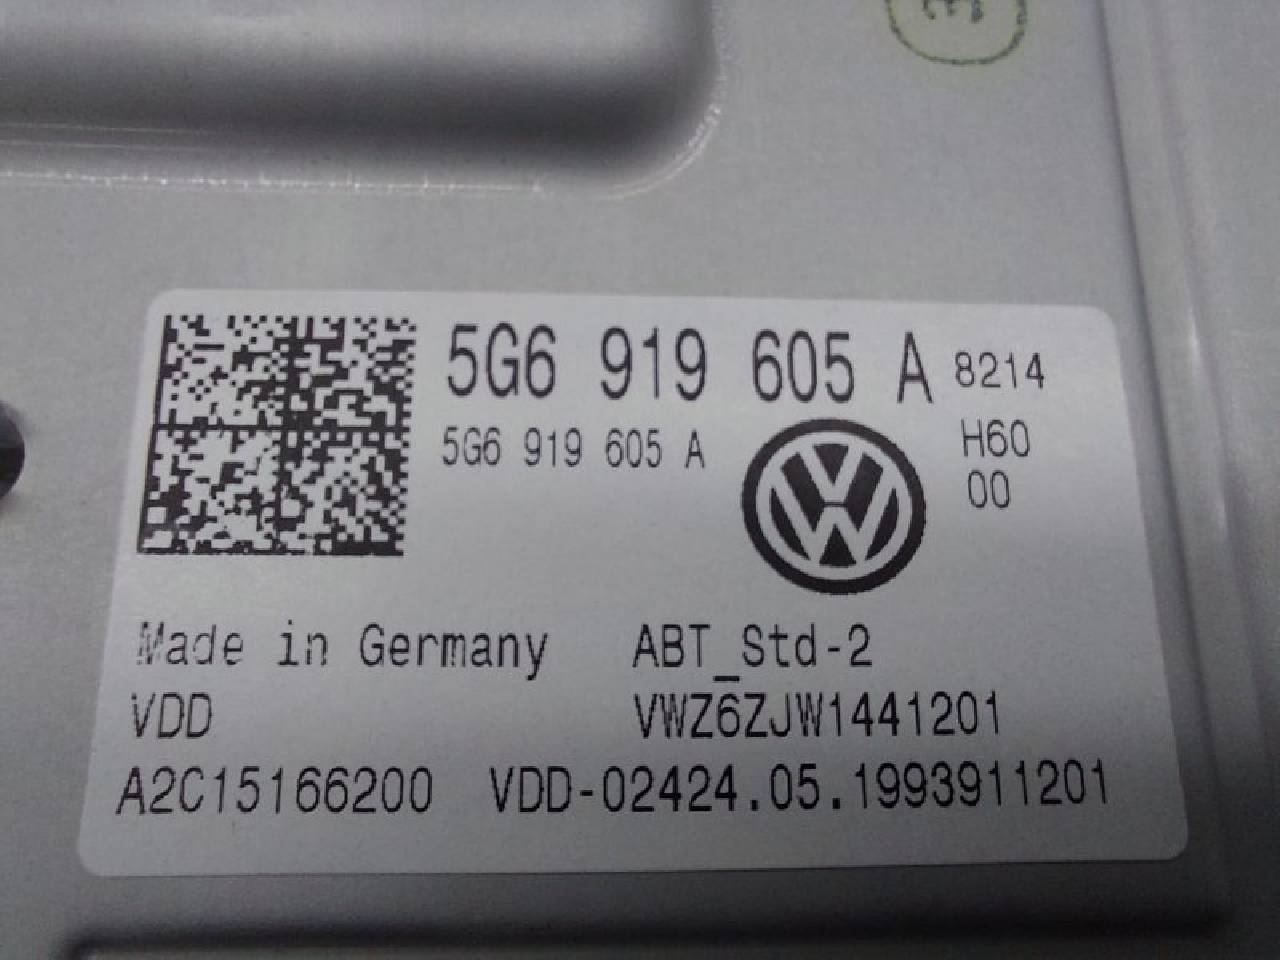 5G6 919 605 A 8214
5G6 919 605 A
H60
00
Made in Germany ABT_Std-2
VDD VWZ6ZJW1441201
A2C15166200 VDD-02424.05.1993911201